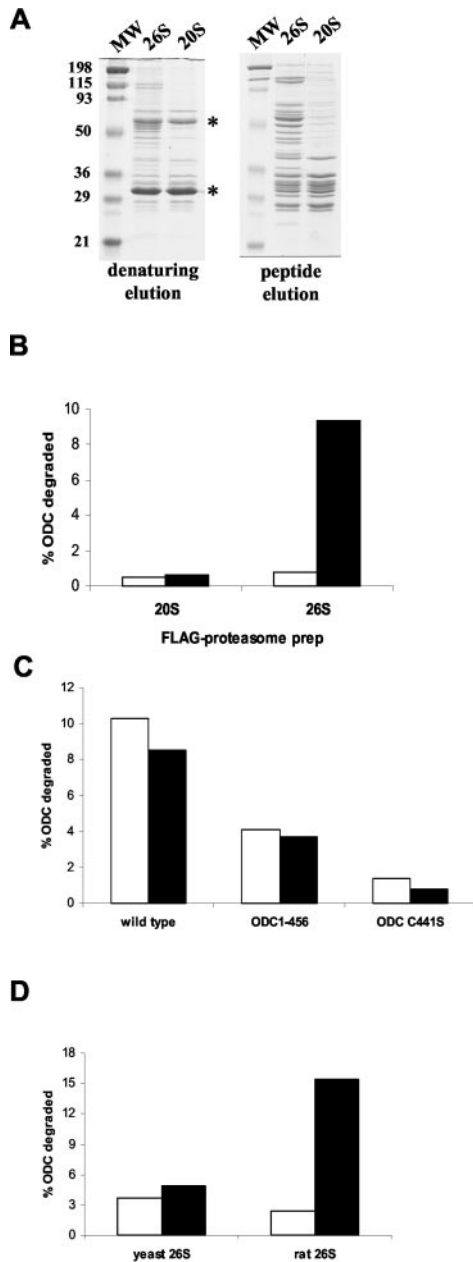 A
MW 26S 20S MW 26S 20S
198
115
93
50
36
29
21
*
*
denaturing elution
peptide elution
B
% ODC degraded
10
8
6
4
2
0
20S 26S
FLAG-proteasome prep
C
% ODC degraded
12
10
8
6
4
2
0
wild type ODC1-456 ODC C441S
D
% ODC degraded
18
15
12
9
6
3
0
yeast 26S rat 26S